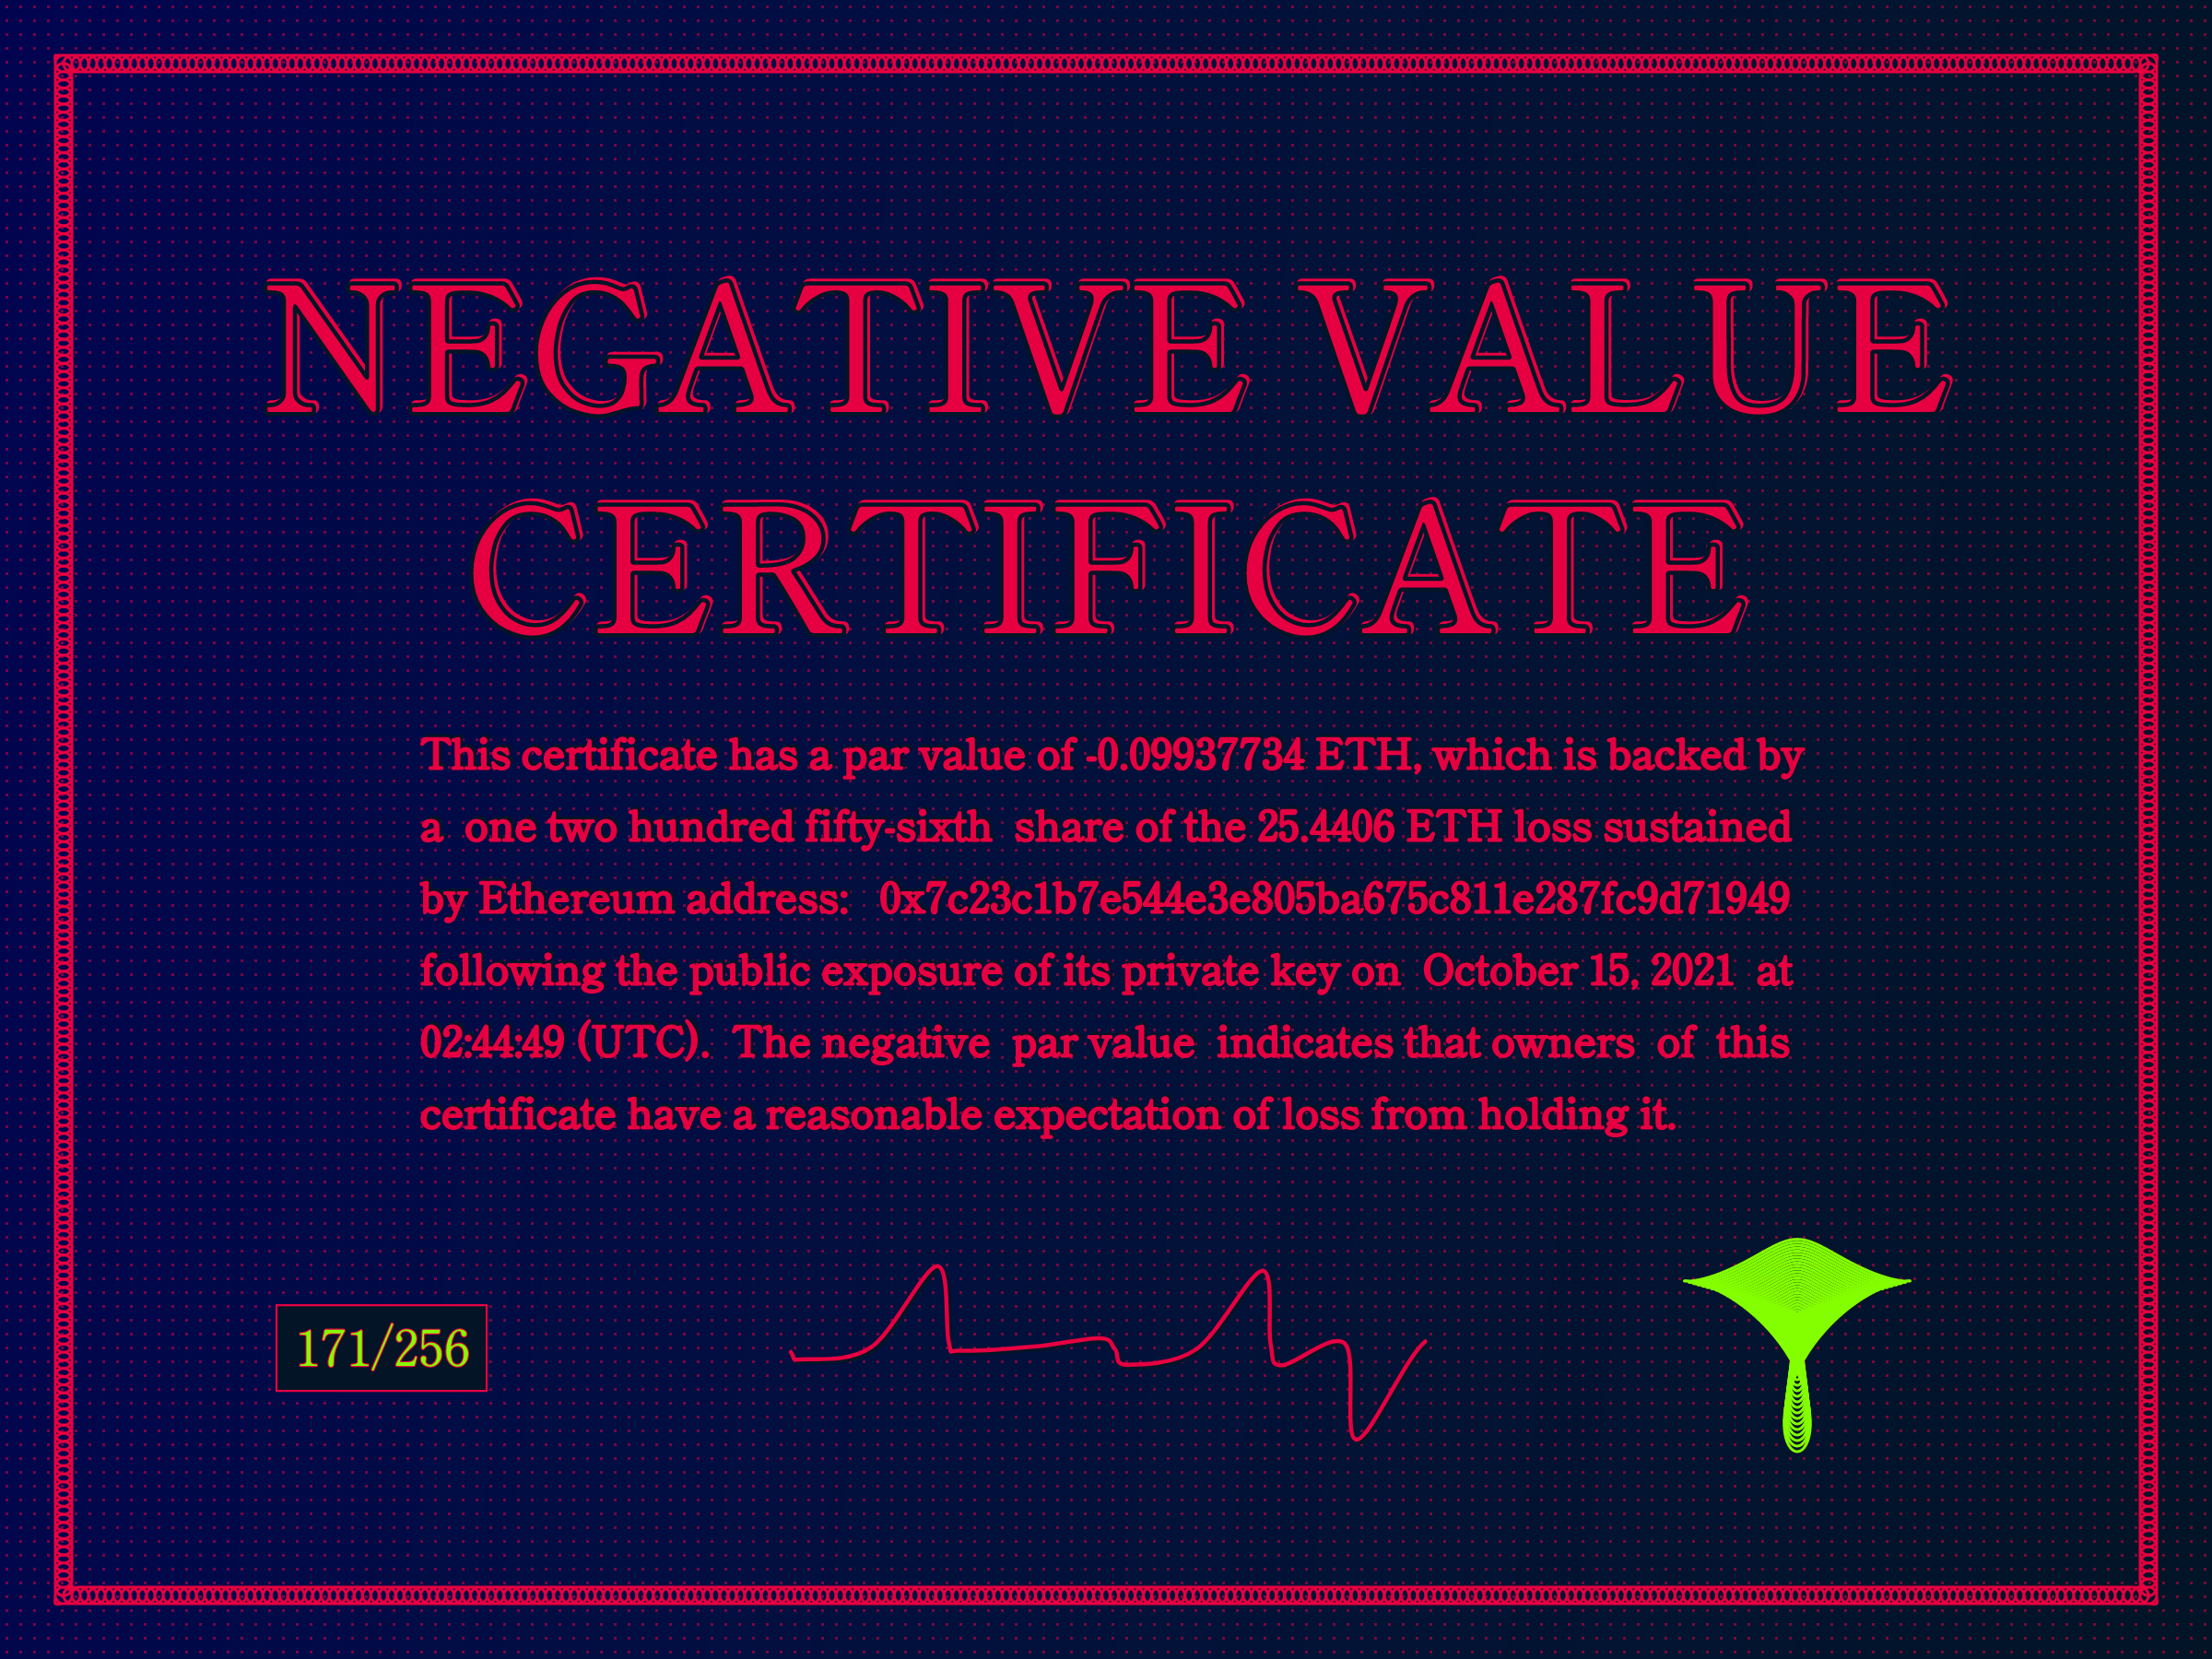 NEGATIVE VALUE
CERTIFICATE
This certificate has a par value of -0.09937734 ETH, which is backed by
a one two hundred fifty-sixth share of the 25.4406 ETH loss sustained
by Ethereum address: 0x7c23c1b7e544e3e805ba675c811e287fc9d71949
following the public exposure of its private key on October 15, 2021 at
02:44:49 (UTC). The negative par value indicates that owners of this
certificate have a reasonable expectation of loss from holding it.
171/256